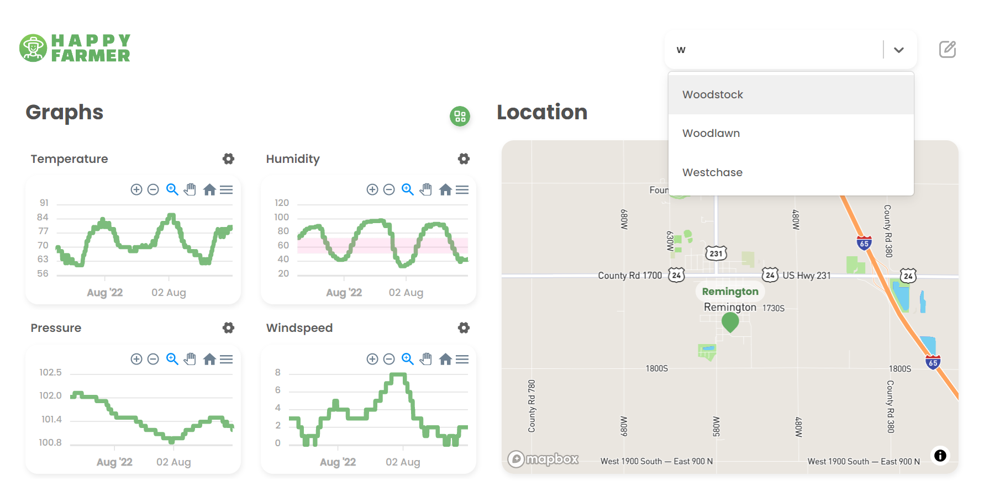 HAPPY
FARMER
w
Woodstock
Woodlawn
Westchase
Graphs
Location
Temperature
91
84
77
70
63
56
Aug '22
02 Aug
Humidity
120
100
80
60
40
20
Aug '22
02 Aug
Pressure
102.5
102.0
101.4
100.8
Aug '22
02 Aug
Windspeed
8
6
4
2
0
Aug '22
02 Aug
Foun
680W
480W
County Rd 380
630W
65
231
County Rd 1700
24
24
US Hwy 231
24
Remington
Remington
1730S
65
1800S
1800S
County Rd 780
680W
580W
480W
County Rd 380
mapbox
West 1900 South — East 900 N
West 1900 South — East 900 N